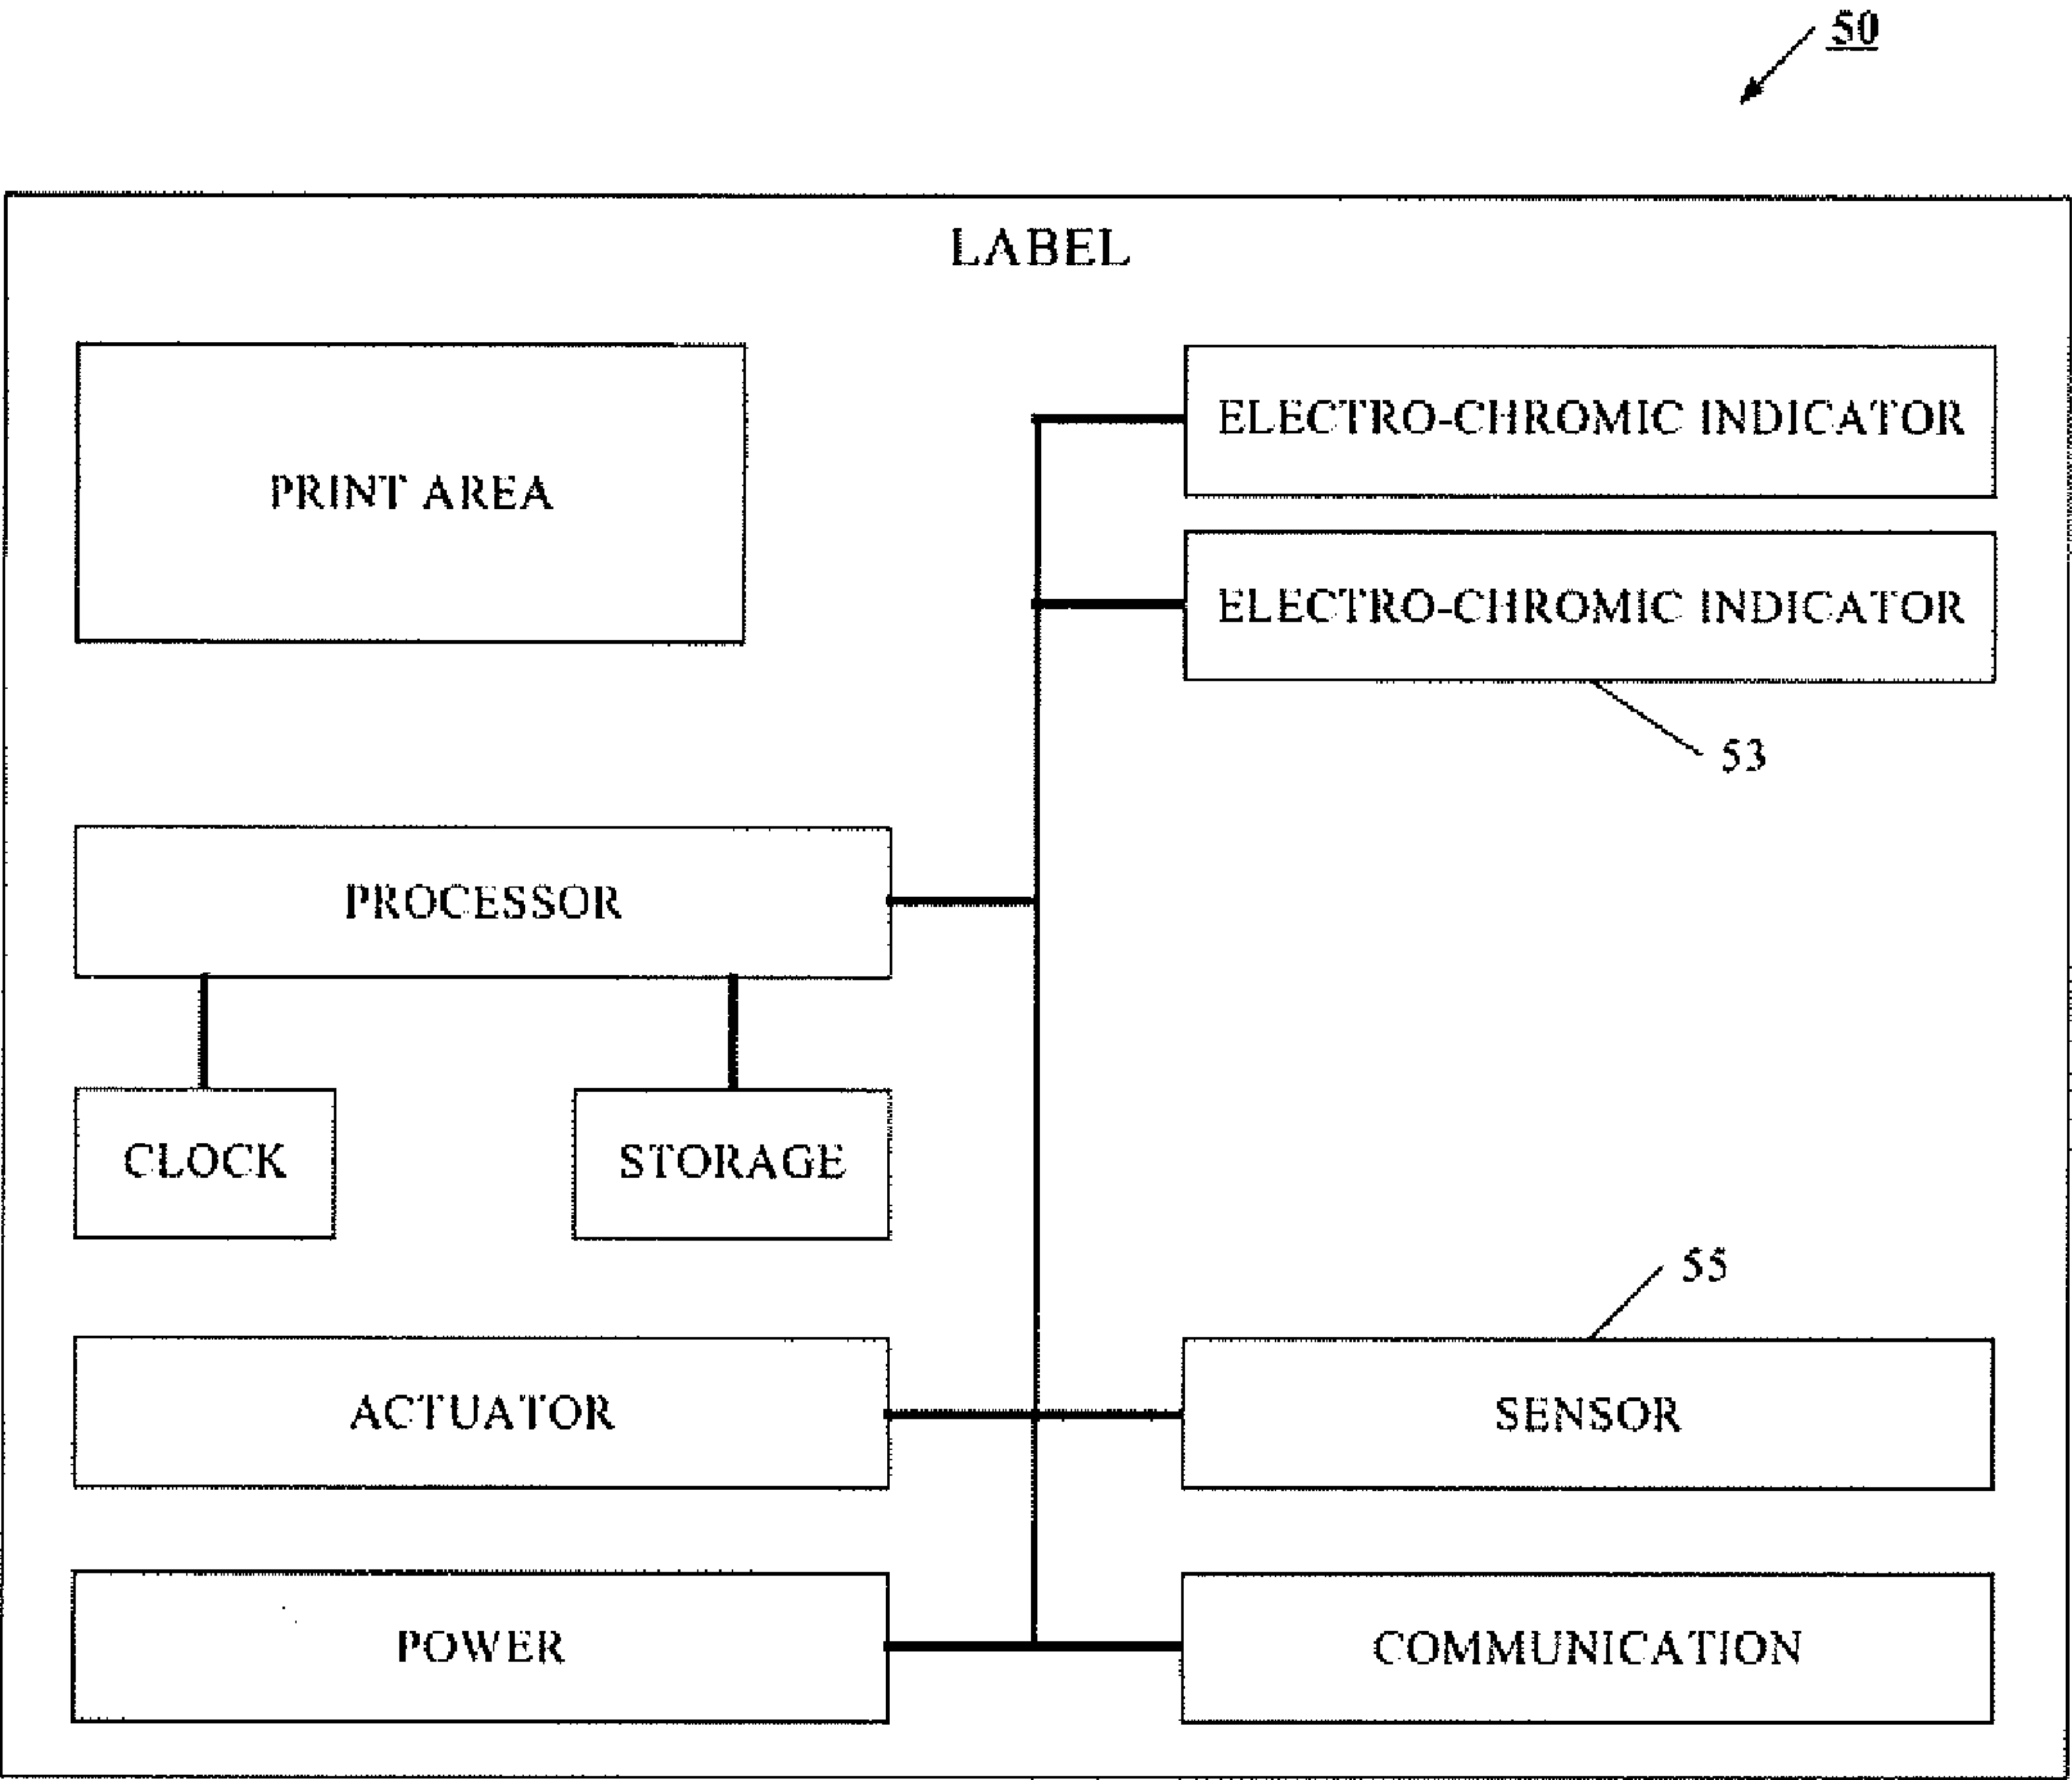 50
LABEL
PRINT AREA
ELECTRO-CHROMIC INDICATOR
ELECTRO-CHROMIC INDICATOR
53
PROCESSOR
CLOCK
STORAGE
55
ACTUATOR
SENSOR
POWER
COMMUNICATION